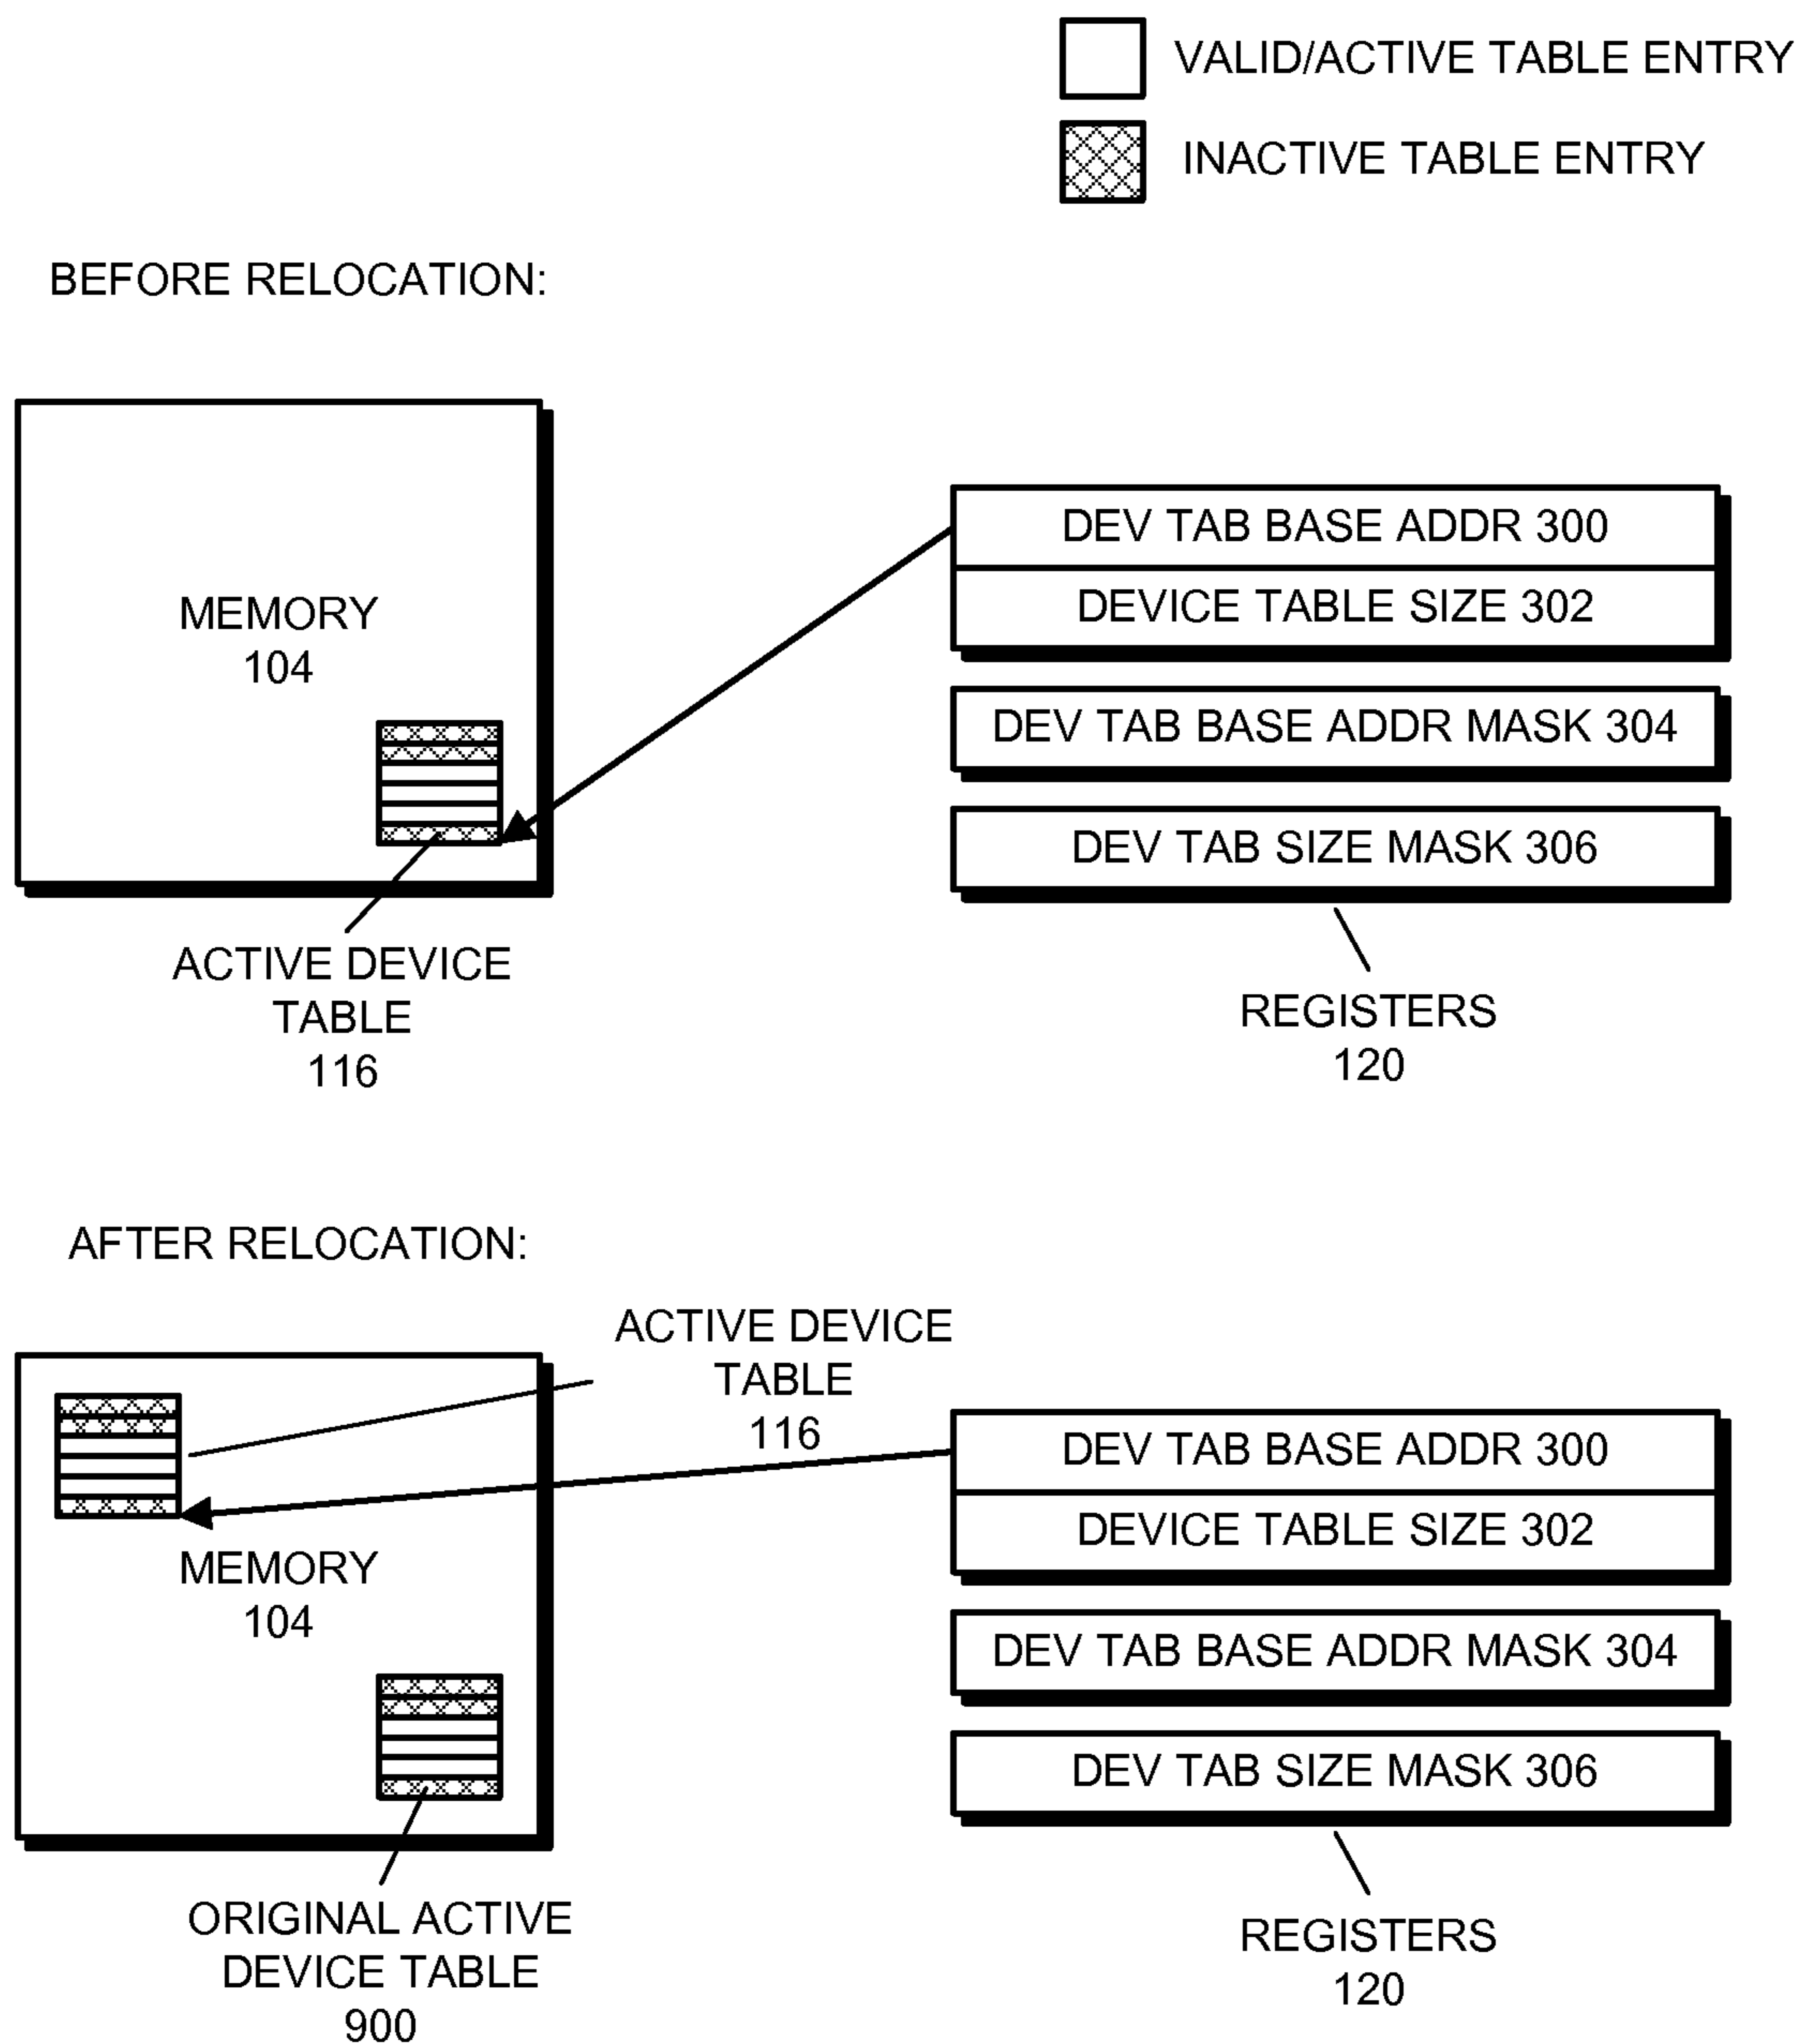 VALID/ACTIVE TABLE ENTRY
INACTIVE TABLE ENTRY
BEFORE RELOCATION:
MEMORY
104
ACTIVE DEVICE
TABLE
116
DEV TAB BASE ADDR 300
DEVICE TABLE SIZE 302
DEV TAB BASE ADDR MASK 304
DEV TAB SIZE MASK 306
REGISTERS
120
AFTER RELOCATION:
ACTIVE DEVICE
TABLE
116
MEMORY
104
ORIGINAL ACTIVE
DEVICE TABLE
900
DEV TAB BASE ADDR 300
DEVICE TABLE SIZE 302
DEV TAB BASE ADDR MASK 304
DEV TAB SIZE MASK 306
REGISTERS
120